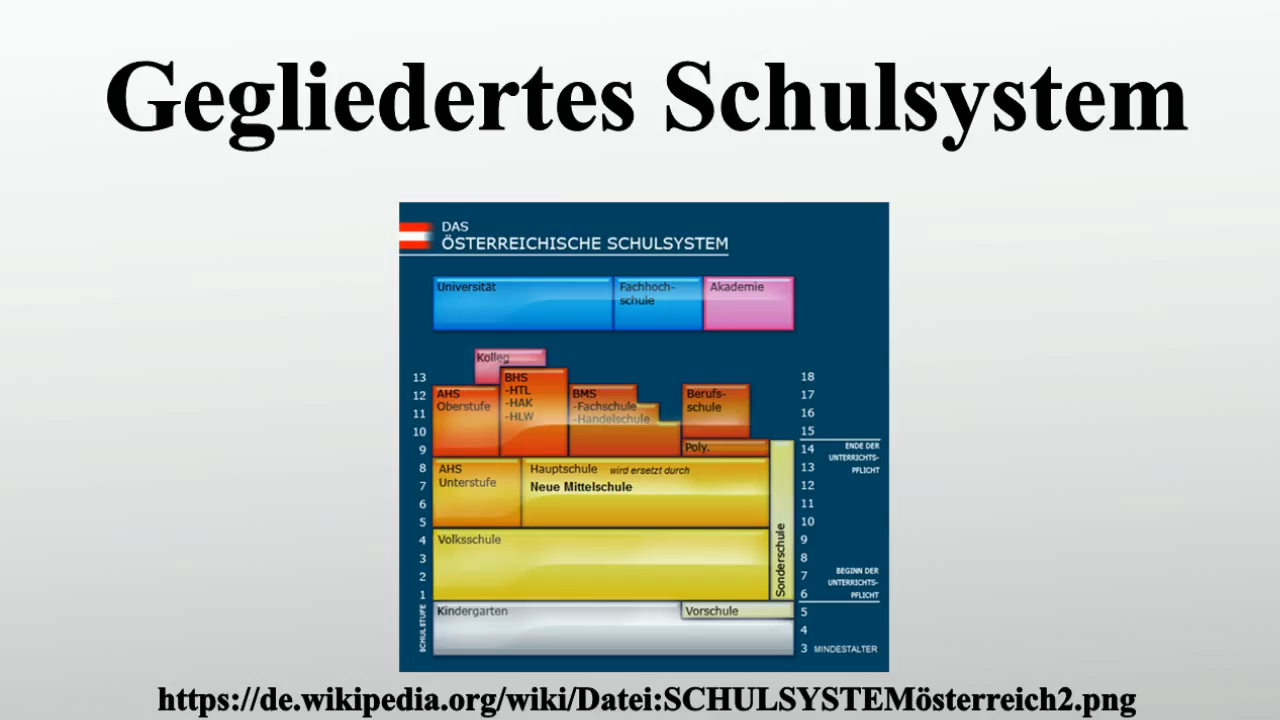 Gegliedertes Schulsystem
DAS
ÖSTERREICHISCHE SCHULSYSTEM
Universität
Fachhoch-
schule
Akademie
Kolleg
13
12
11
10
9
8
7
6
5
4
3
2
1
SCHULSTUFE
AHS
Oberstufe
BHS
-HTL
-HAK
-HLW
BMS
-Fachschule
-Handelschule
Berufs-
schule
Poly.
AHS
Unterstufe
Hauptschule wird ersetzt durch
Neue Mittelschule
Volksschule
Sonderschule
Kindergarten
Vorschule
18
17
16
15
14
13
12
11
10
9
8
7
6
5
4
3 MINDESTALTER
ENDE DER
UNTERRICHTS-
PFLICHT
BEGINN DER
UNTERRICHTS-
PFLICHT
https://de.wikipedia.org/wiki/Datei:SCHULSYSTEMösterreich2.png